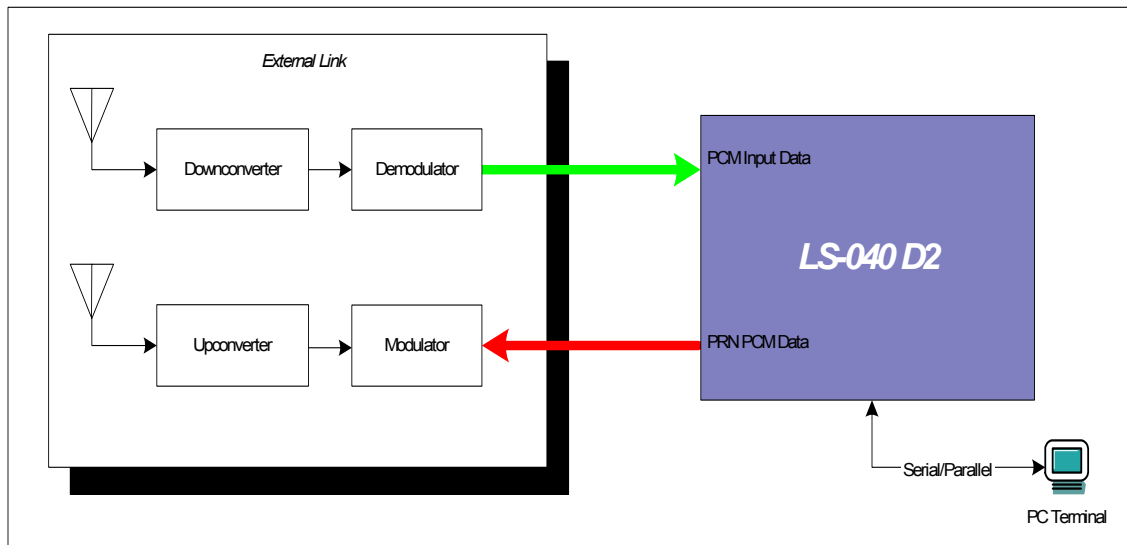 External Link
Downconverter
Demodulator
PCM Input Data
LS-040 D2
Upconverter
Modulator
PRN PCM Data
Serial/Parallel
PC Terminal